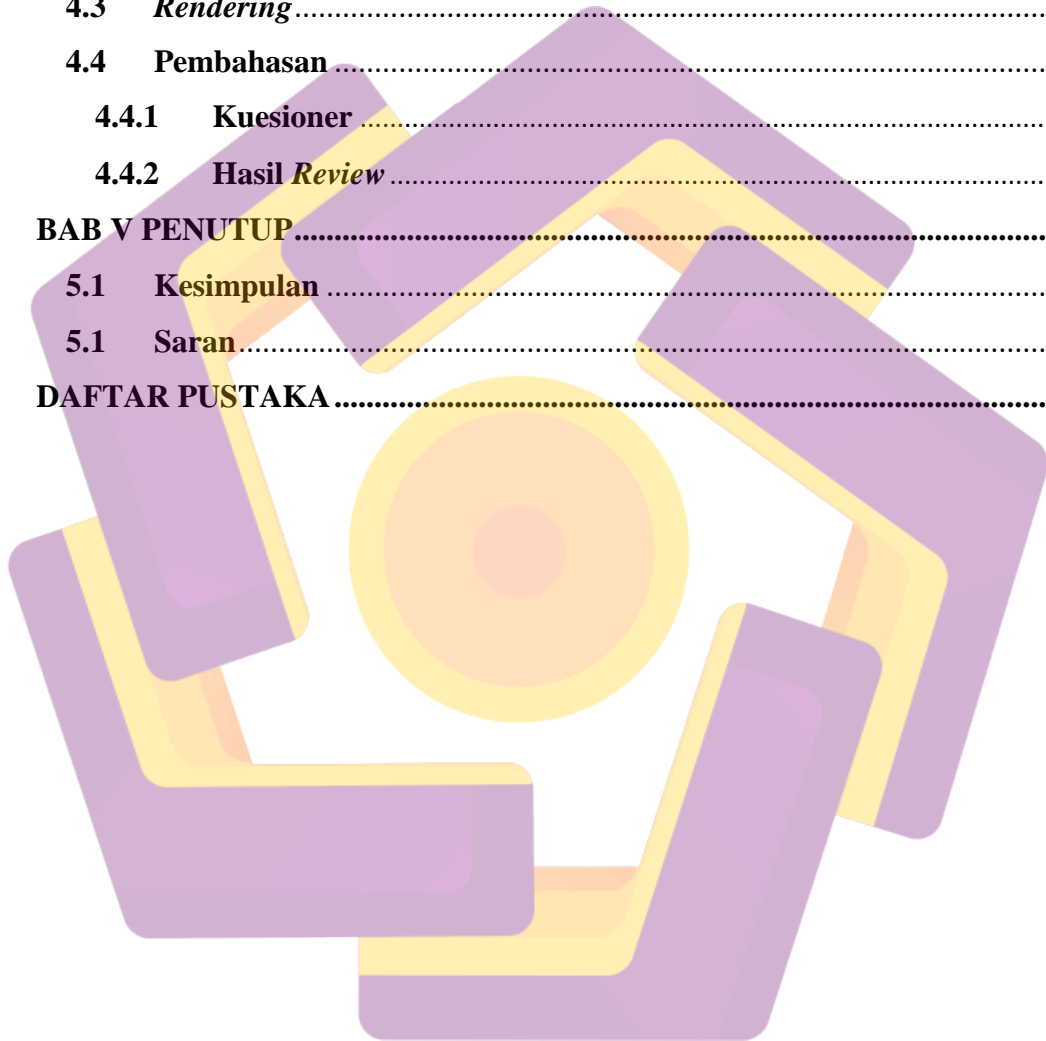 4.3 Rendering........................................................................................
4.4 Pembahasan........................................................................................
4.4.1 Kuesioner........................................................................................
4.4.2 Hasil Review........................................................................................
BAB V PENUTUP........................................................................................
5.1 Kesimpulan........................................................................................
5.1 Saran........................................................................................
DAFTAR PUSTAKA........................................................................................